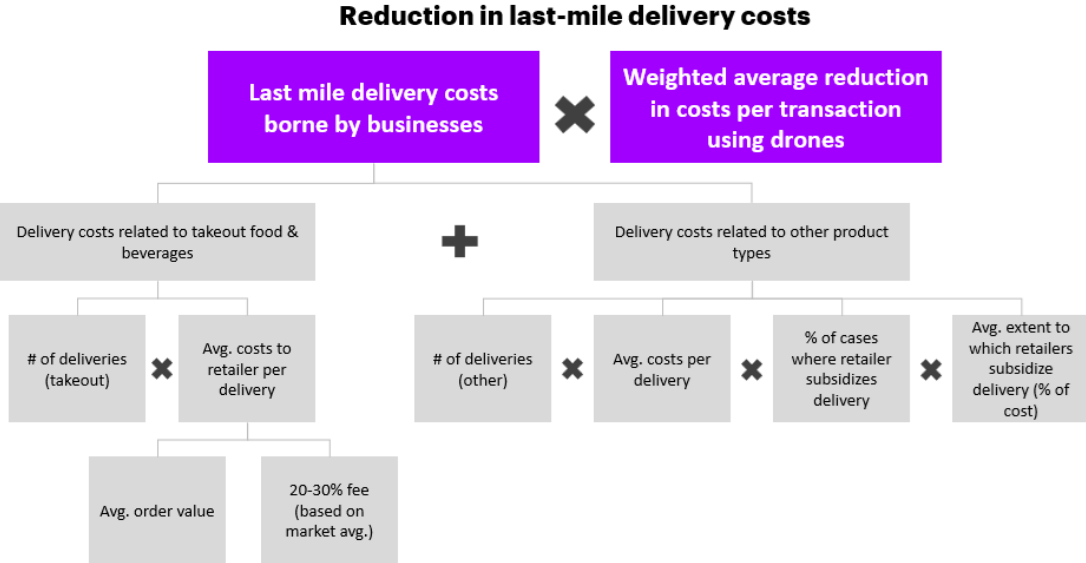 Reduction in last-mile delivery costs
Last mile delivery costs
borne by businesses
Weighted average reduction
in costs per transaction
using drones
Delivery costs related to takeout food &
beverages
Delivery costs related to other product
types
# of deliveries
(takeout)
Avg. costs to
retailer per
delivery
# of deliveries
(other)
Avg. costs per
delivery
% of cases
where retailer
subsidizes
delivery
Avg. extent to
which retailers
subsidize
delivery (% of
cost)
Avg. order value
20-30% fee
(based on
market avg.)